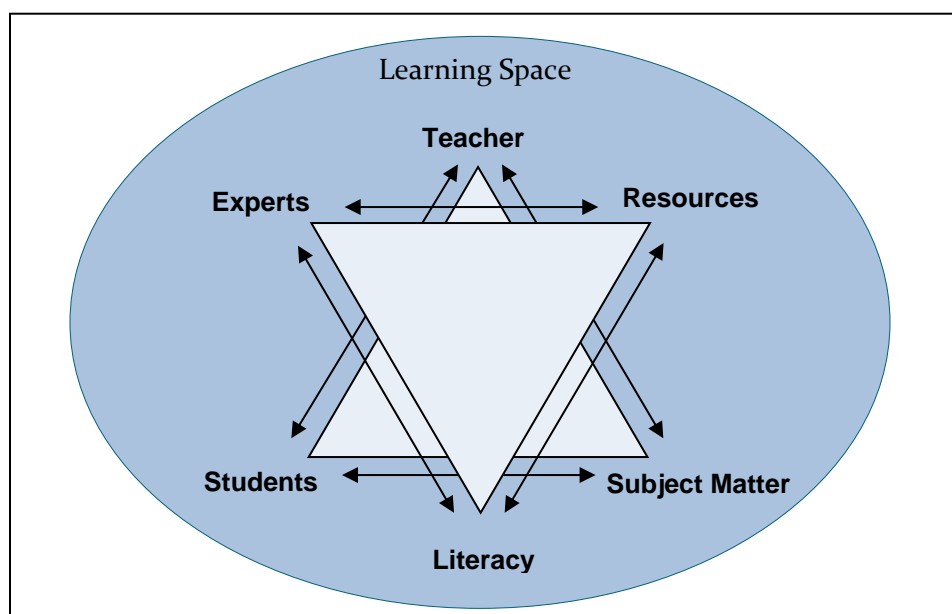 Learning Space
Teacher
Experts
Resources
Students
Subject Matter
Literacy